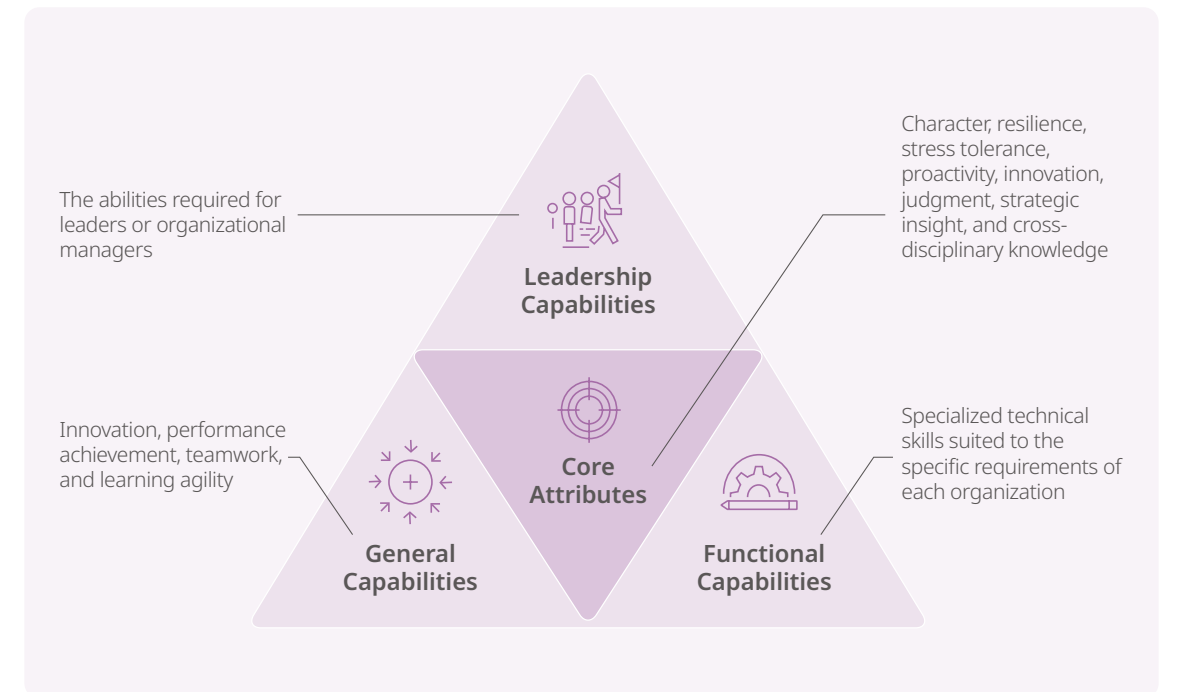 The abilities required for
leaders or organizational
managers
Leadership
Capabilities
Character, resilience,
stress tolerance,
proactivity, innovation,
judgment, strategic
insight, and cross-
disciplinary knowledge
Innovation, performance
achievement, teamwork,
and learning agility
General
Capabilities
Core
Attributes
Functional
Capabilities
Specialized technical
skills suited to the
specific requirements of
each organization